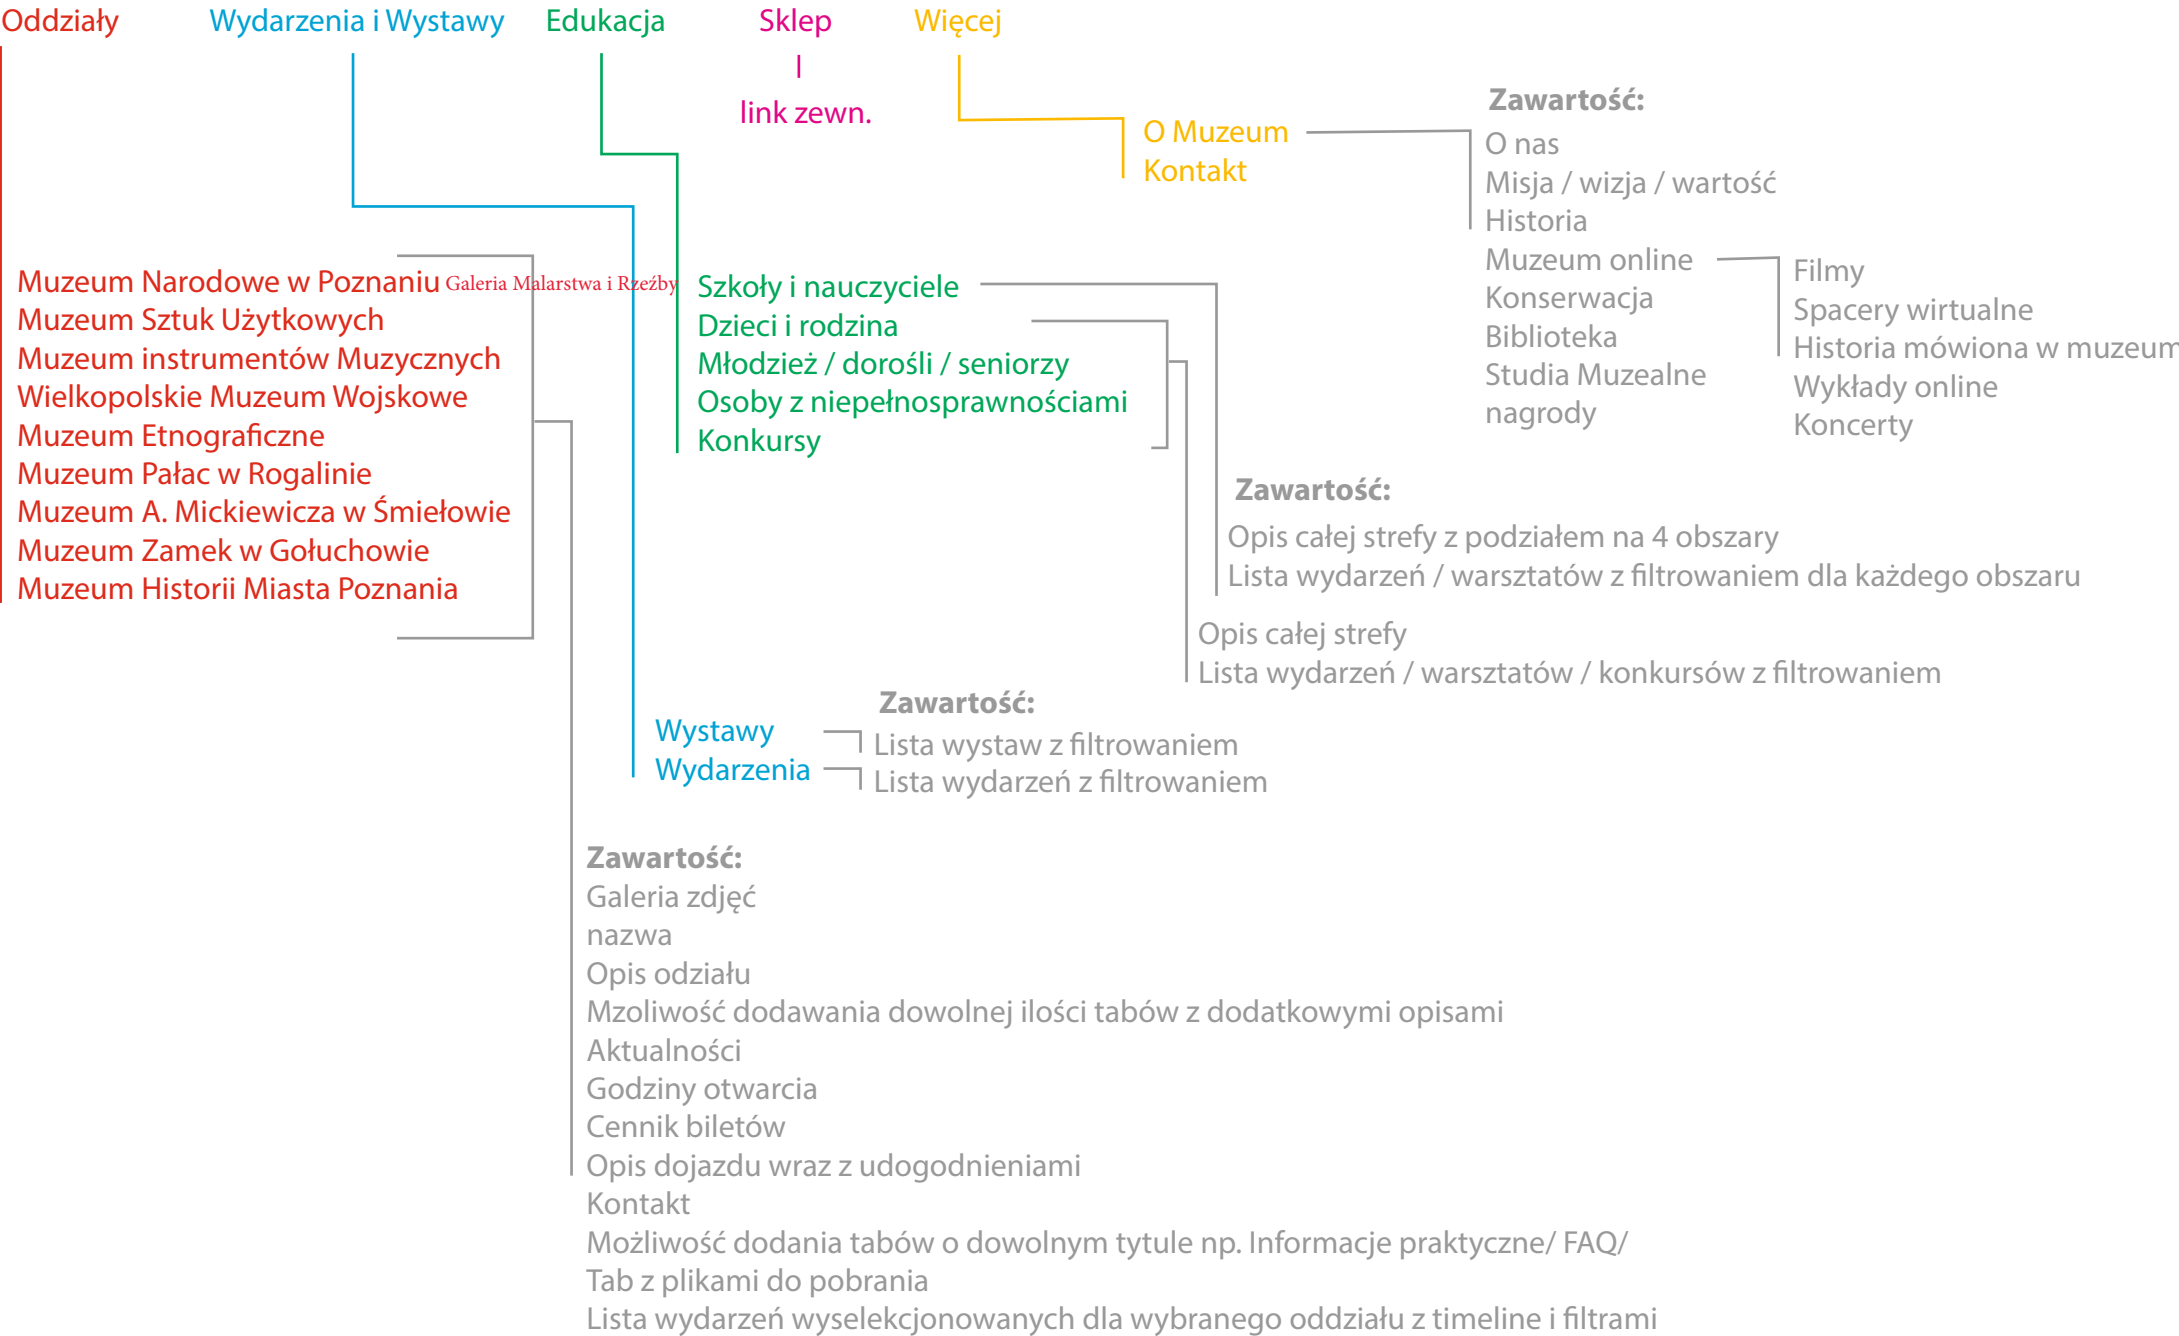 Oddziały
Wydarzenia i Wystawy
Edukacja
Sklep
Więcej
link zewn.
O Muzeum
Kontakt
Zawartość:
O nas
Misja / wizja / wartość
Historia
Muzeum online
Konserwacja
Biblioteka
Studia Muzealne
nagrody
Filmy
Spacery wirtualne
Historia mówiona w muzeum
Wykłady online
Koncerty
Muzeum Narodowe w Poznaniu Galeria Malarstwa i Rzeźby
Muzeum Sztuk Użytkowych
Muzeum instrumentów Muzycznych
Wielkopolskie Muzeum Wojskowe
Muzeum Etnograficzne
Muzeum Pałac w Rogalinie
Muzeum A. Mickiewicza w Śmiełowie
Muzeum Zamek w Gołuchowie
Muzeum Historii Miasta Poznania
Szkoły i nauczyciele
Dzieci i rodzina
Młodzież / dorośli / seniorzy
Osoby z niepełnosprawnościami
Konkursy
Zawartość:
Opis całej strefy z podziałem na 4 obszary
Lista wydarzeń / warsztatów z filtrowaniem dla każdego obszaru
Opis całej strefy
Lista wydarzeń / warsztatów / konkursów z filtrowaniem
Zawartość:
Wystawy
Lista wystaw z filtrowaniem
Wydarzenia
Lista wydarzeń z filtrowaniem
Zawartość:
Galeria zdjęć
nazwa
Opis odziału
Mzoliwość dodawania dowolnej ilości tabów z dodatkowymi opisami
Aktualności
Godziny otwarcia
Cennik biletów
Opis dojazdu wraz z udogodnieniami
Kontakt
Możliwość dodania tabów o dowolnym tytule np. Informacje praktyczne/ FAQ/
Tab z plikami do pobrania
Lista wydarzeń wyselekcjonowanych dla wybranego oddziału z timeline i filtrami